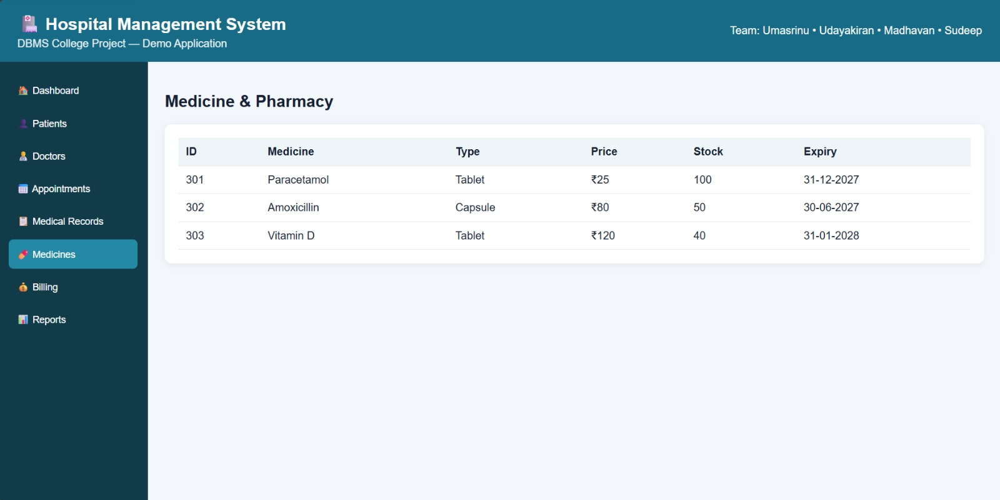 Hospital Management System
DBMS College Project — Demo Application
Team: Umasrinu • Udayakiran • Madhavan • Sudeep
Dashboard
Patients
Doctors
Appointments
Medical Records
Medicines
Billing
Reports
Medicine & Pharmacy
ID Medicine Type Price Stock Expiry
301 Paracetamol Tablet ₹25 100 31-12-2027
302 Amoxicillin Capsule ₹80 50 30-06-2027
303 Vitamin D Tablet ₹120 40 31-01-2028